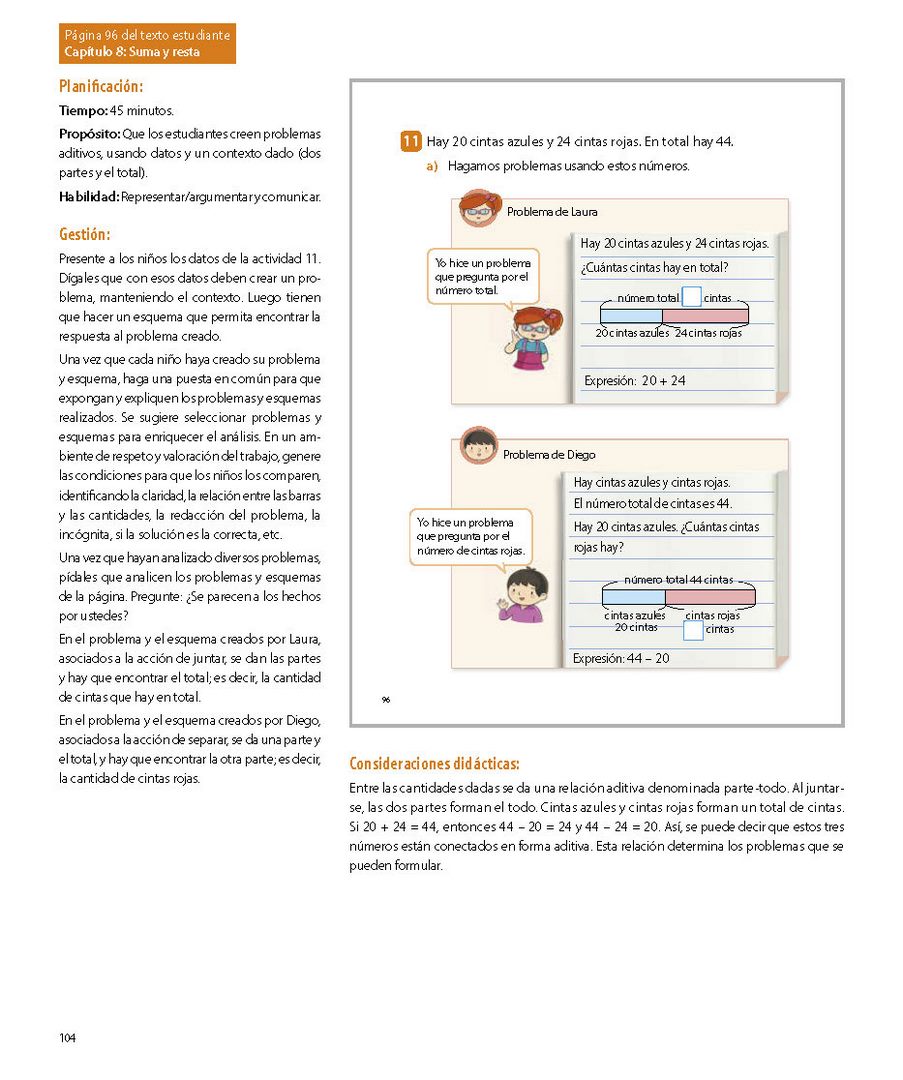 Página 96 del texto estudiante
Capítulo 8: Suma y resta
Planificación:
Tiempo: 45 minutos.
Propósito: Que los estudiantes creen problemas
aditivos, usando datos y un contexto dado (dos
partes y el total).
Habilidad: Representar/argumentar y comunicar.
Gestión:
Presente a los niños los datos de la actividad 11.
Dígales que con esos datos deben crear un pro-
blema, manteniendo el contexto. Luego tienen
que hacer un esquema que permita encontrar la
respuesta al problema creado.
Una vez que cada niño haya creado su problema
y esquema, haga una puesta en común para que
expongan y expliquen los problemas y esquemas
realizados. Se sugiere seleccionar problemas y
esquemas para enriquecer el análisis. En un am-
biente de respeto y valoración del trabajo, genere
las condiciones para que los niños los comparen,
identificando la claridad, la relación entre las barras
y las cantidades, la redacción del problema, la
incógnita, si la solución es la correcta, etc.
Una vez que hayan analizado diversos problemas,
pídales que analicen los problemas y esquemas
de la página. Pregunte: ¿Se parecen a los hechos
por ustedes?
En el problema y el esquema creados por Laura,
asociados a la acción de juntar, se dan las partes
y hay que encontrar el total; es decir, la cantidad
de cintas que hay en total.
En el problema y el esquema creados por Diego,
asociados a la acción de separar, se da una parte y
el total, y hay que encontrar la otra parte; es decir,
la cantidad de cintas rojas.
11 Hay 20 cintas azules y 24 cintas rojas. En total hay 44.
a) Hagamos problemas usando estos números.
Problema de Laura
Yo hice un problema
que pregunta por el
número total.
Hay 20 cintas azules y 24 cintas rojas.
¿Cuántas cintas hay en total?
número total cintas
20 cintas azules 24 cintas rojas
Expresión: 20 + 24
Problema de Diego
Yo hice un problema
que pregunta por el
número de cintas rojas.
Hay cintas azules y cintas rojas.
El número total de cintas es 44.
Hay 20 cintas azules. ¿Cuántas cintas
rojas hay?
número total 44 cintas
cintas azules cintas rojas
20 cintas cintas
Expresión: 44 – 20
96
Consideraciones didácticas:
Entre las cantidades dadas se da una relación aditiva denominada parte-todo. Al juntar-
se, las dos partes forman el todo. Cintas azules y cintas rojas forman un total de cintas.
Si 20 + 24 = 44, entonces 44 – 20 = 24 y 44 – 24 = 20. Así, se puede decir que estos tres
números están conectados en forma aditiva. Esta relación determina los problemas que se
pueden formular.
104